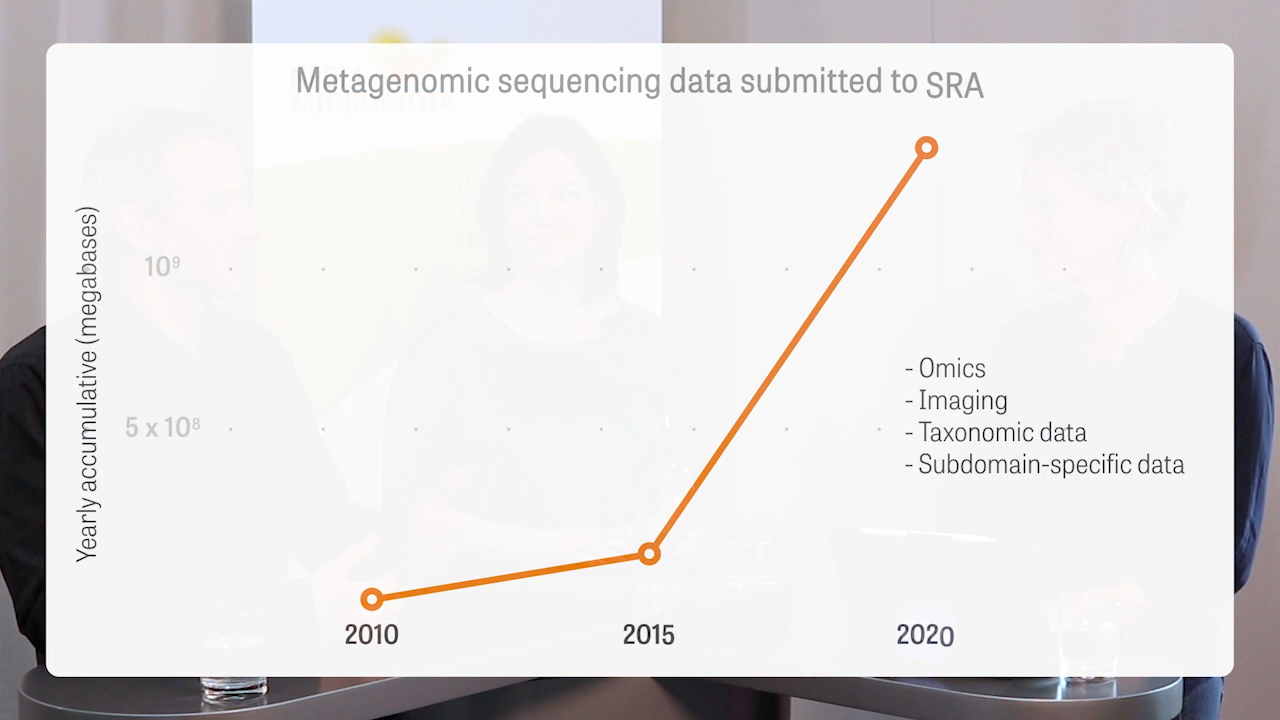 Metagenomic sequencing data submitted to SRA
MICROBIOTA
Yearly accumulative (megabases)
10⁹
5 x 10⁸
- Omics
- Imaging
- Taxonomic data
- Subdomain-specific data
2010
2015
2020